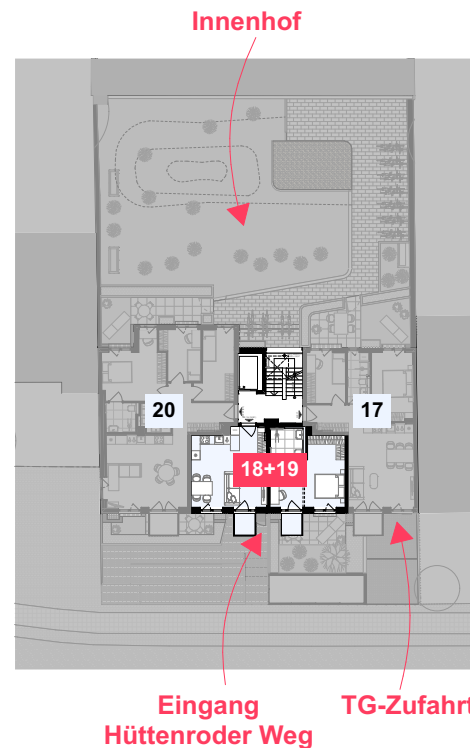 Innenhof
20
17
18+19
Eingang
Hüttenroder Weg
TG-Zufahrt